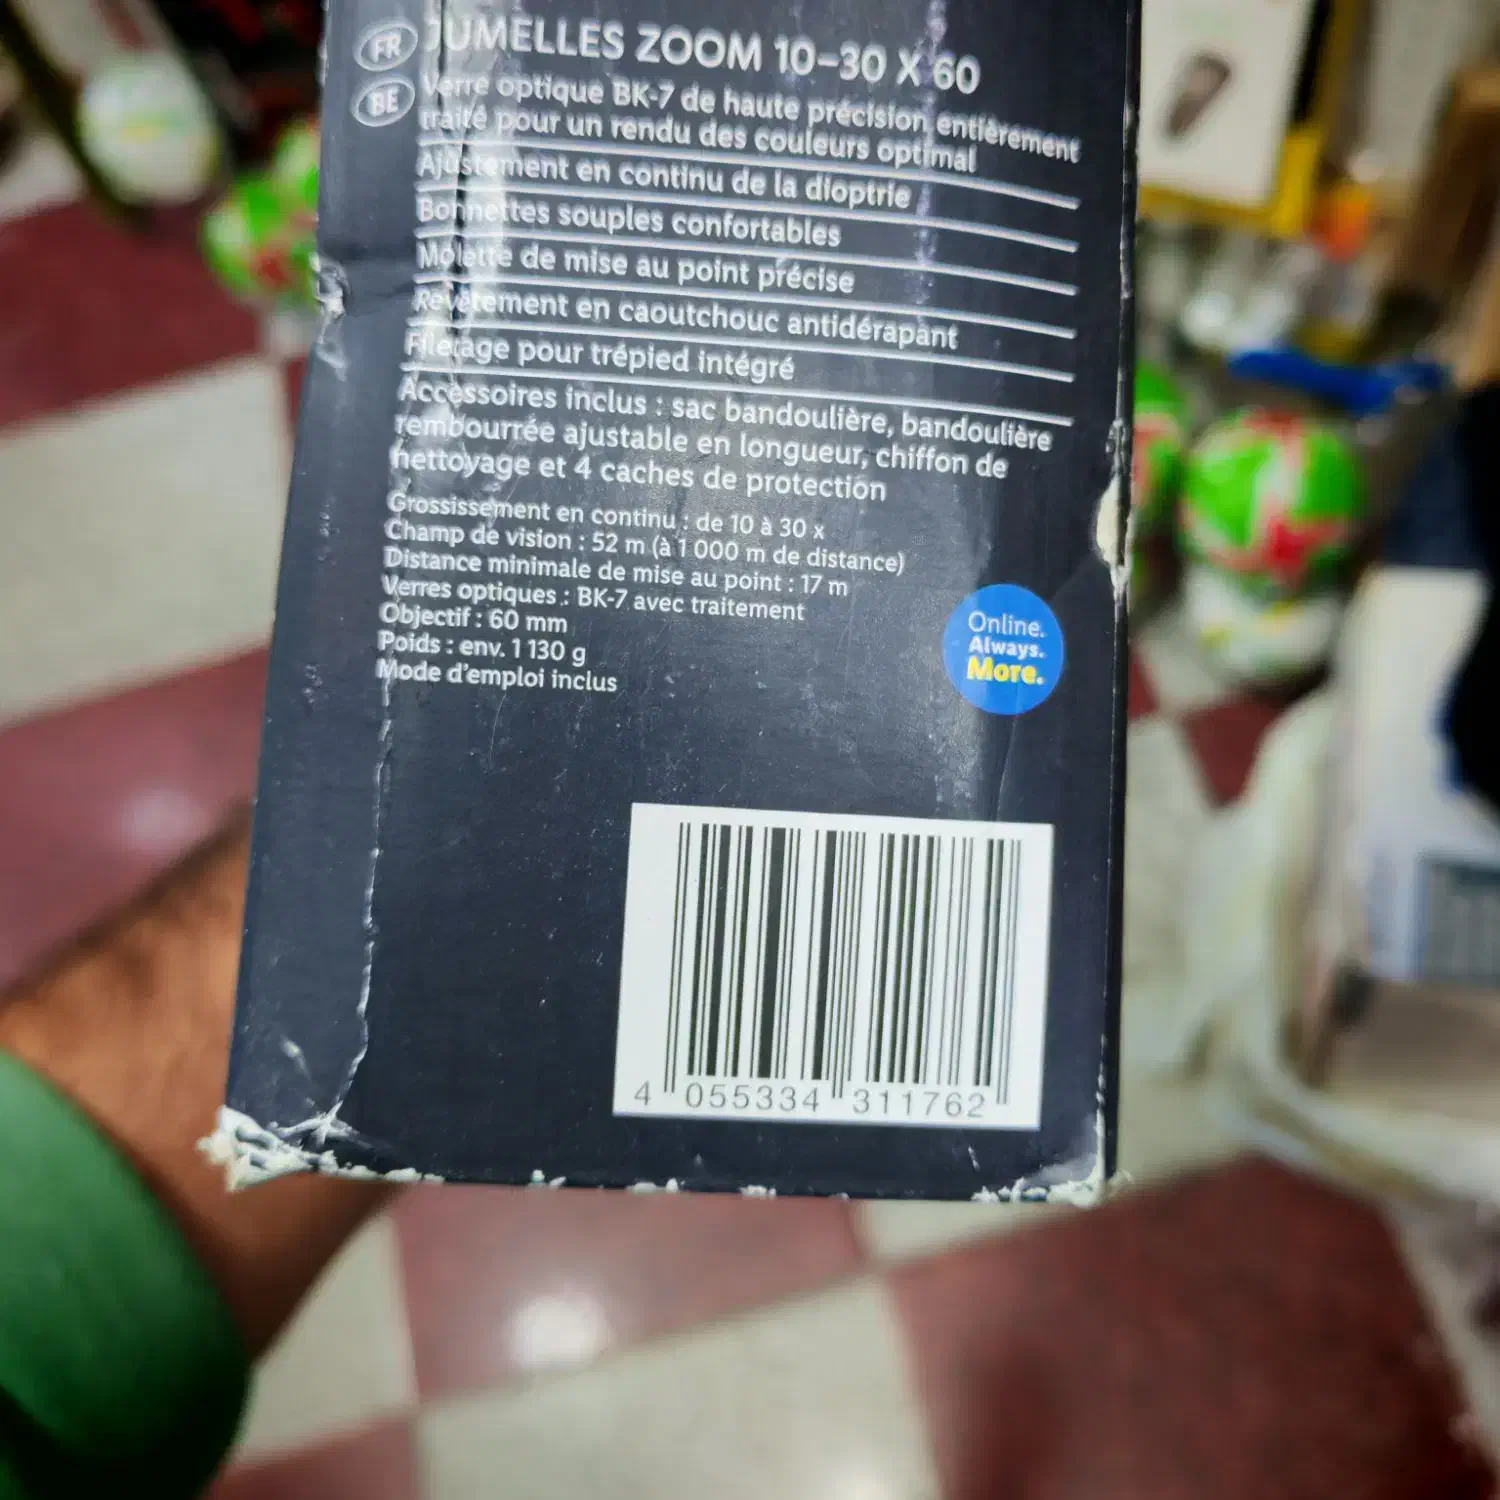 FR JUMELLES ZOOM 10-30 X 60
BE Verre optique BK-7 de haute précision entièrement
traité pour un rendu des couleurs optimal
Ajustement en continu de la dioptrie
Bonnettes souples confortables
Molette de mise au point précise
Revêtement en caoutchouc antidérapant
Filetage pour trépied intégré
Accessoires inclus : sac bandoulière, bandoulière
rembourrée ajustable en longueur, chiffon de
nettoyage et 4 caches de protection
Grossissement en continu : de 10 à 30 x
Champ de vision : 52 m (à 1 000 m de distance)
Distance minimale de mise au point : 17 m
Verres optiques : BK-7 avec traitement
Objectif : 60 mm
Poids : env. 1 130 g
Mode d'emploi inclus
Online.
Always.
More.
4 055334 311762